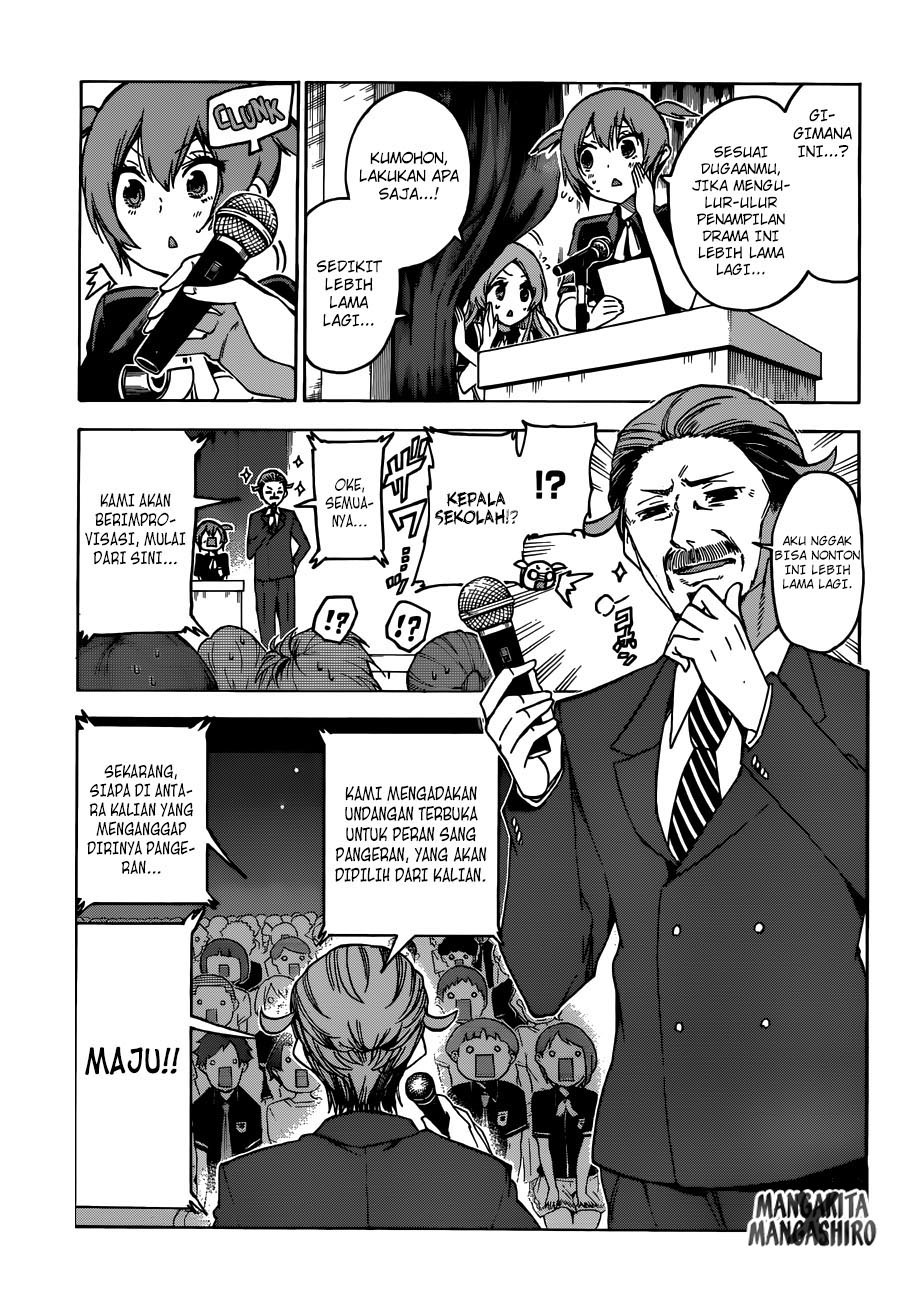 GI-
GIMANA
INI...?
SESUAI
DUGAANMU,
JIKA MENGU-
LUR-ULUR
PENAMPILAN
DRAMA INI
LEBIH LAMA
LAGI...
KUMOHON,
LAKUKAN APA
SAJA...!
SEDIKIT
LEBIH
LAMA
LAGI...
CLUNK
AKU NGGAK
BISA NONTON
INI LEBIH
LAMA LAGI.
!?
KEPALA
SEKOLAH!?
OKE,
SEMUA-
NYA...
KAMI AKAN
BERIMPRO-
VISASI, MULAI
DARI SINI...
!?
!?
KAMI MENGADAKAN
UNDANGAN TERBUKA
UNTUK PERAN SANG
PANGERAN, YANG AKAN
DIPILIH DARI KALIAN.
SEKARANG,
SIAPA DI ANTA-
RA KALIAN YANG
MENGANGGAP
DIRINYA PANGE-
RAN...
MAJU!!
MANGAKITA
MANGASHIRO